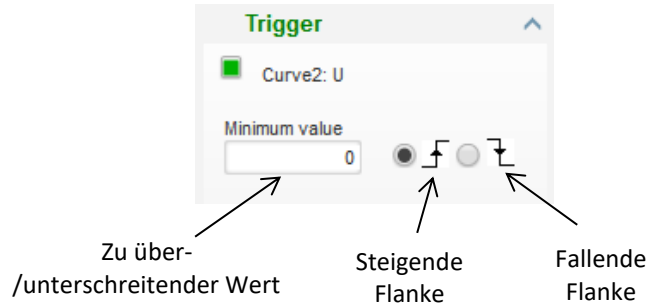 Trigger
Curve2: U
Minimum value
0
Zu über-
/unterschreitender Wert
Steigende
Flanke
Fallende
Flanke